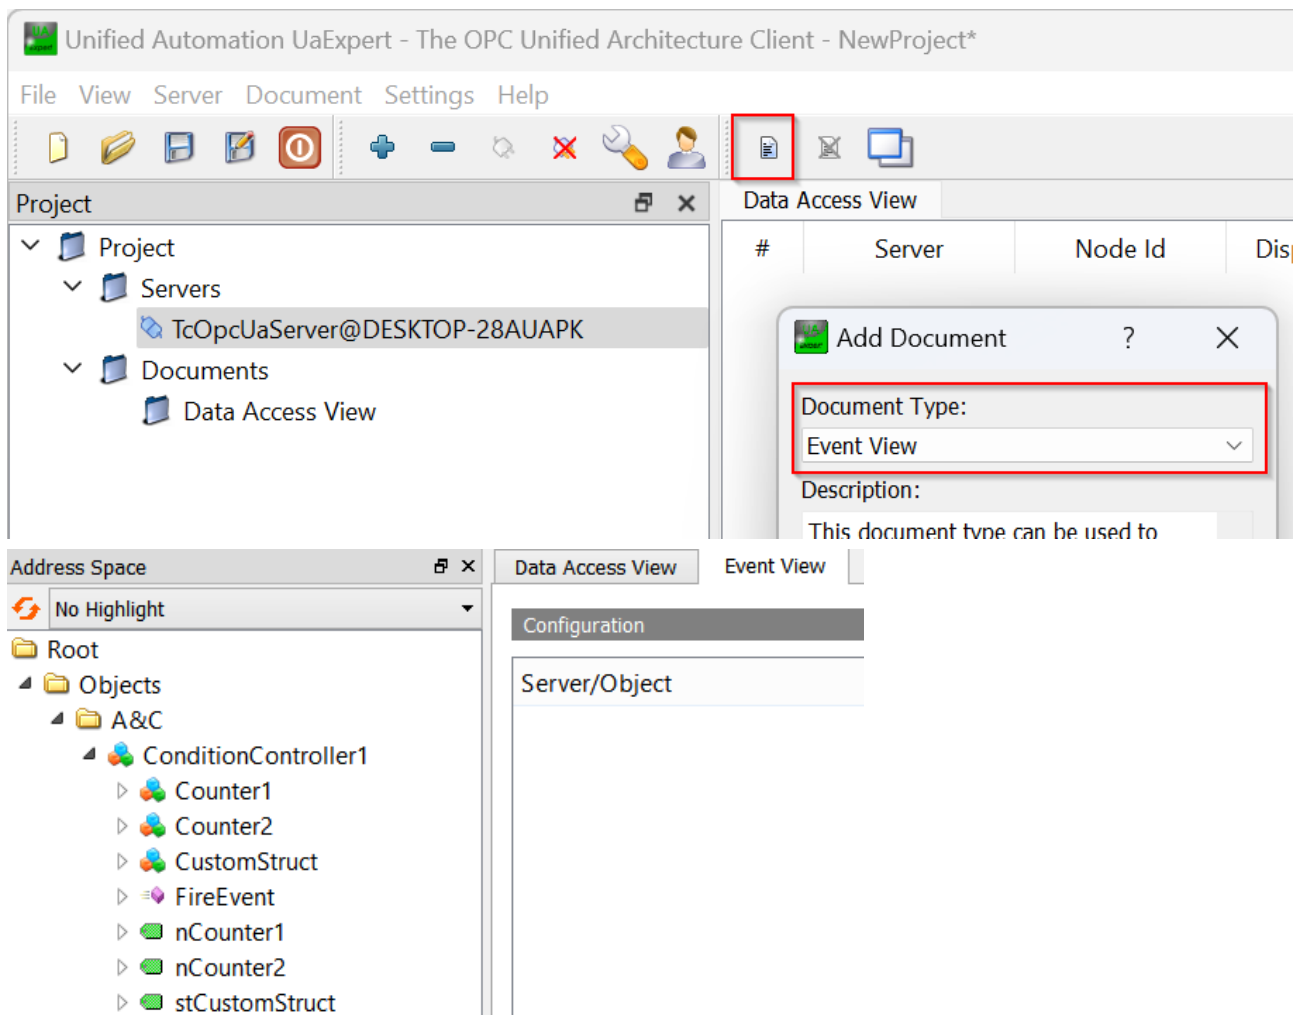 Unified Automation UaExpert - The OPC Unified Architecture Client - NewProject*
File View Server Document Settings Help
Project
Data Access View
Project
# Server Node Id
Servers
TcOpcUaServer@DESKTOP-28AUAPK
Add Document ?
Documents
Data Access View
Document Type:
Event View
Description:
This document type can be used to
Address Space
Data Access View
Event View
No Highlight
Configuration
Root
Objects
Server/Object
A&C
ConditionController1
Counter1
Counter2
CustomStruct
FireEvent
nCounter1
nCounter2
stCustomStruct